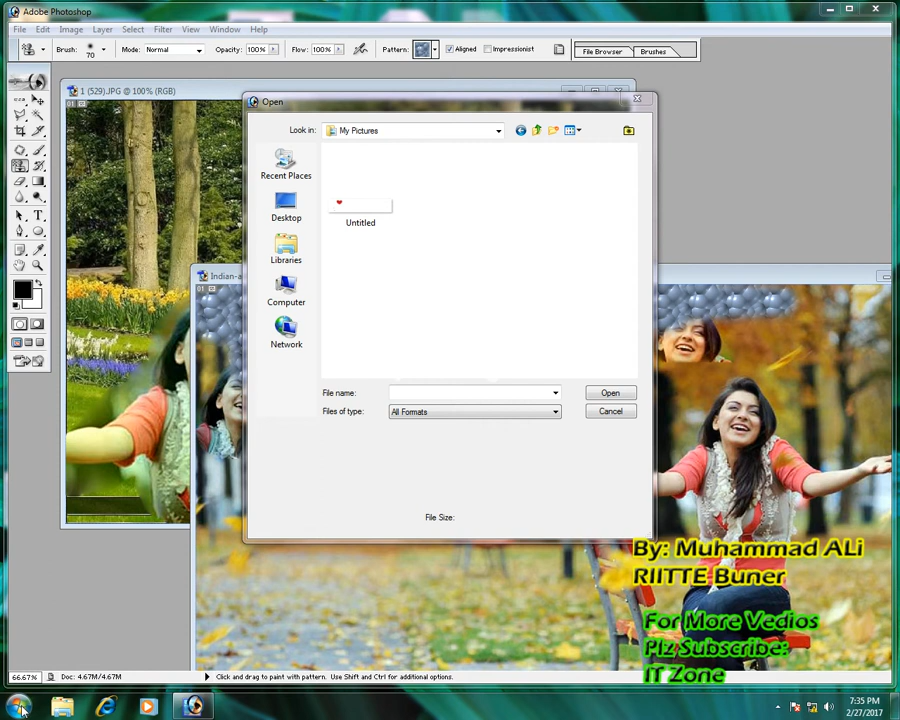 Adobe Photoshop
File Edit Image Layer Select Filter View Window Help
Brush: 70 Mode: Normal Opacity: 100% Flow: 100% Pattern: Aligned Impressionist File Browser Brushes
1 (529).JPG @ 100% (RGB)
Open
Look in: My Pictures
01
Recent Places
Desktop
Libraries
Computer
Network
Untitled
Indian-a
01
File name: Open
Files of type: All Formats Cancel
File Size:
By: Muhammad ALi
RIITTE Buner
For More Vedios
Plz Subscribe:
IT Zone
66.67% Doc: 4.67M/4.67M Click and drag to paint with pattern. Use Shift and Ctrl for additional options.
7:35 PM
2/27/2017